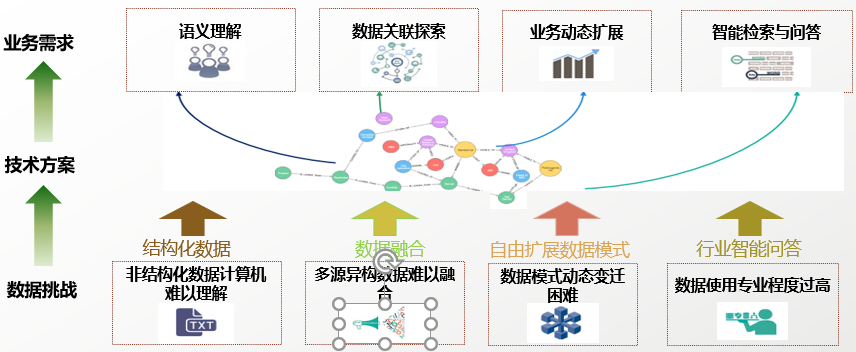 业务需求
语义理解
数据关联探索
业务动态扩展
智能检索与问答
技术方案
结构化数据
数据融合
自由扩展数据模式
行业智能问答
数据挑战
非结构化数据计算机
难以理解
TXT
多源异构数据难以融
合
数据模式动态变迁
困难
数据使用专业程度过高